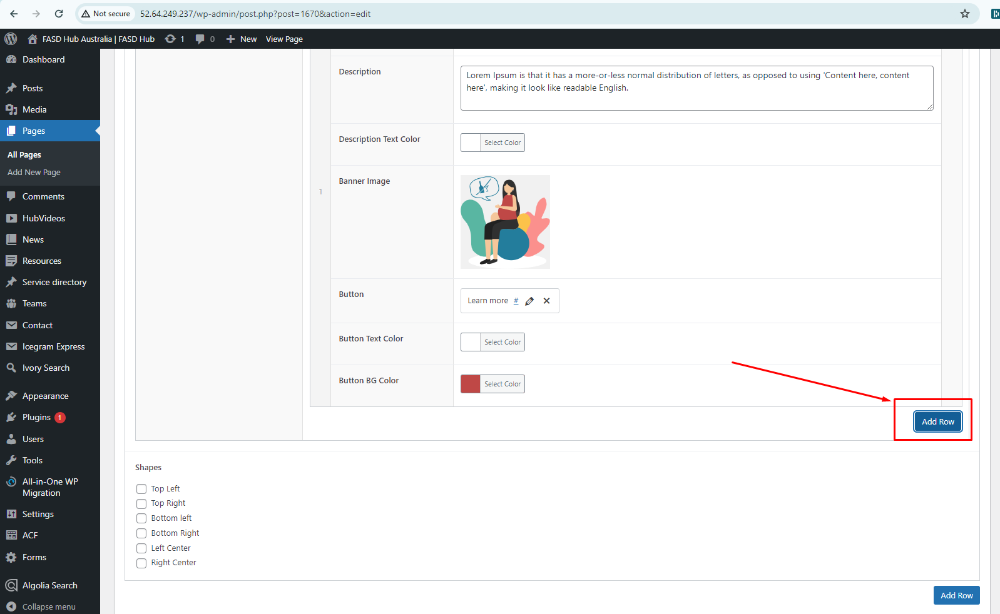 Not secure
52.64.249.237/wp-admin/post.php?post=1670&action=edit
FASD Hub Australia | FASD Hub
1
0
New
View Page
Dashboard
Posts
Media
Pages
All Pages
Add New Page
Comments
HubVideos
News
Resources
Service directory
Teams
Contact
Icegram Express
Ivory Search
Appearance
Plugins 1
Users
Tools
All-in-One WP
Migration
Settings
ACF
Forms
Algolia Search
Collapse menu
1
Description
Lorem Ipsum is that it has a more-or-less normal distribution of letters, as opposed to using 'Content here, content
here', making it look like readable English.
Description Text Color
Select Color
Banner Image
Button
Learn more #
Button Text Color
Select Color
Button BG Color
Select Color
Add Row
Shapes
Top Left
Top Right
Bottom left
Bottom Right
Left Center
Right Center
Add Row